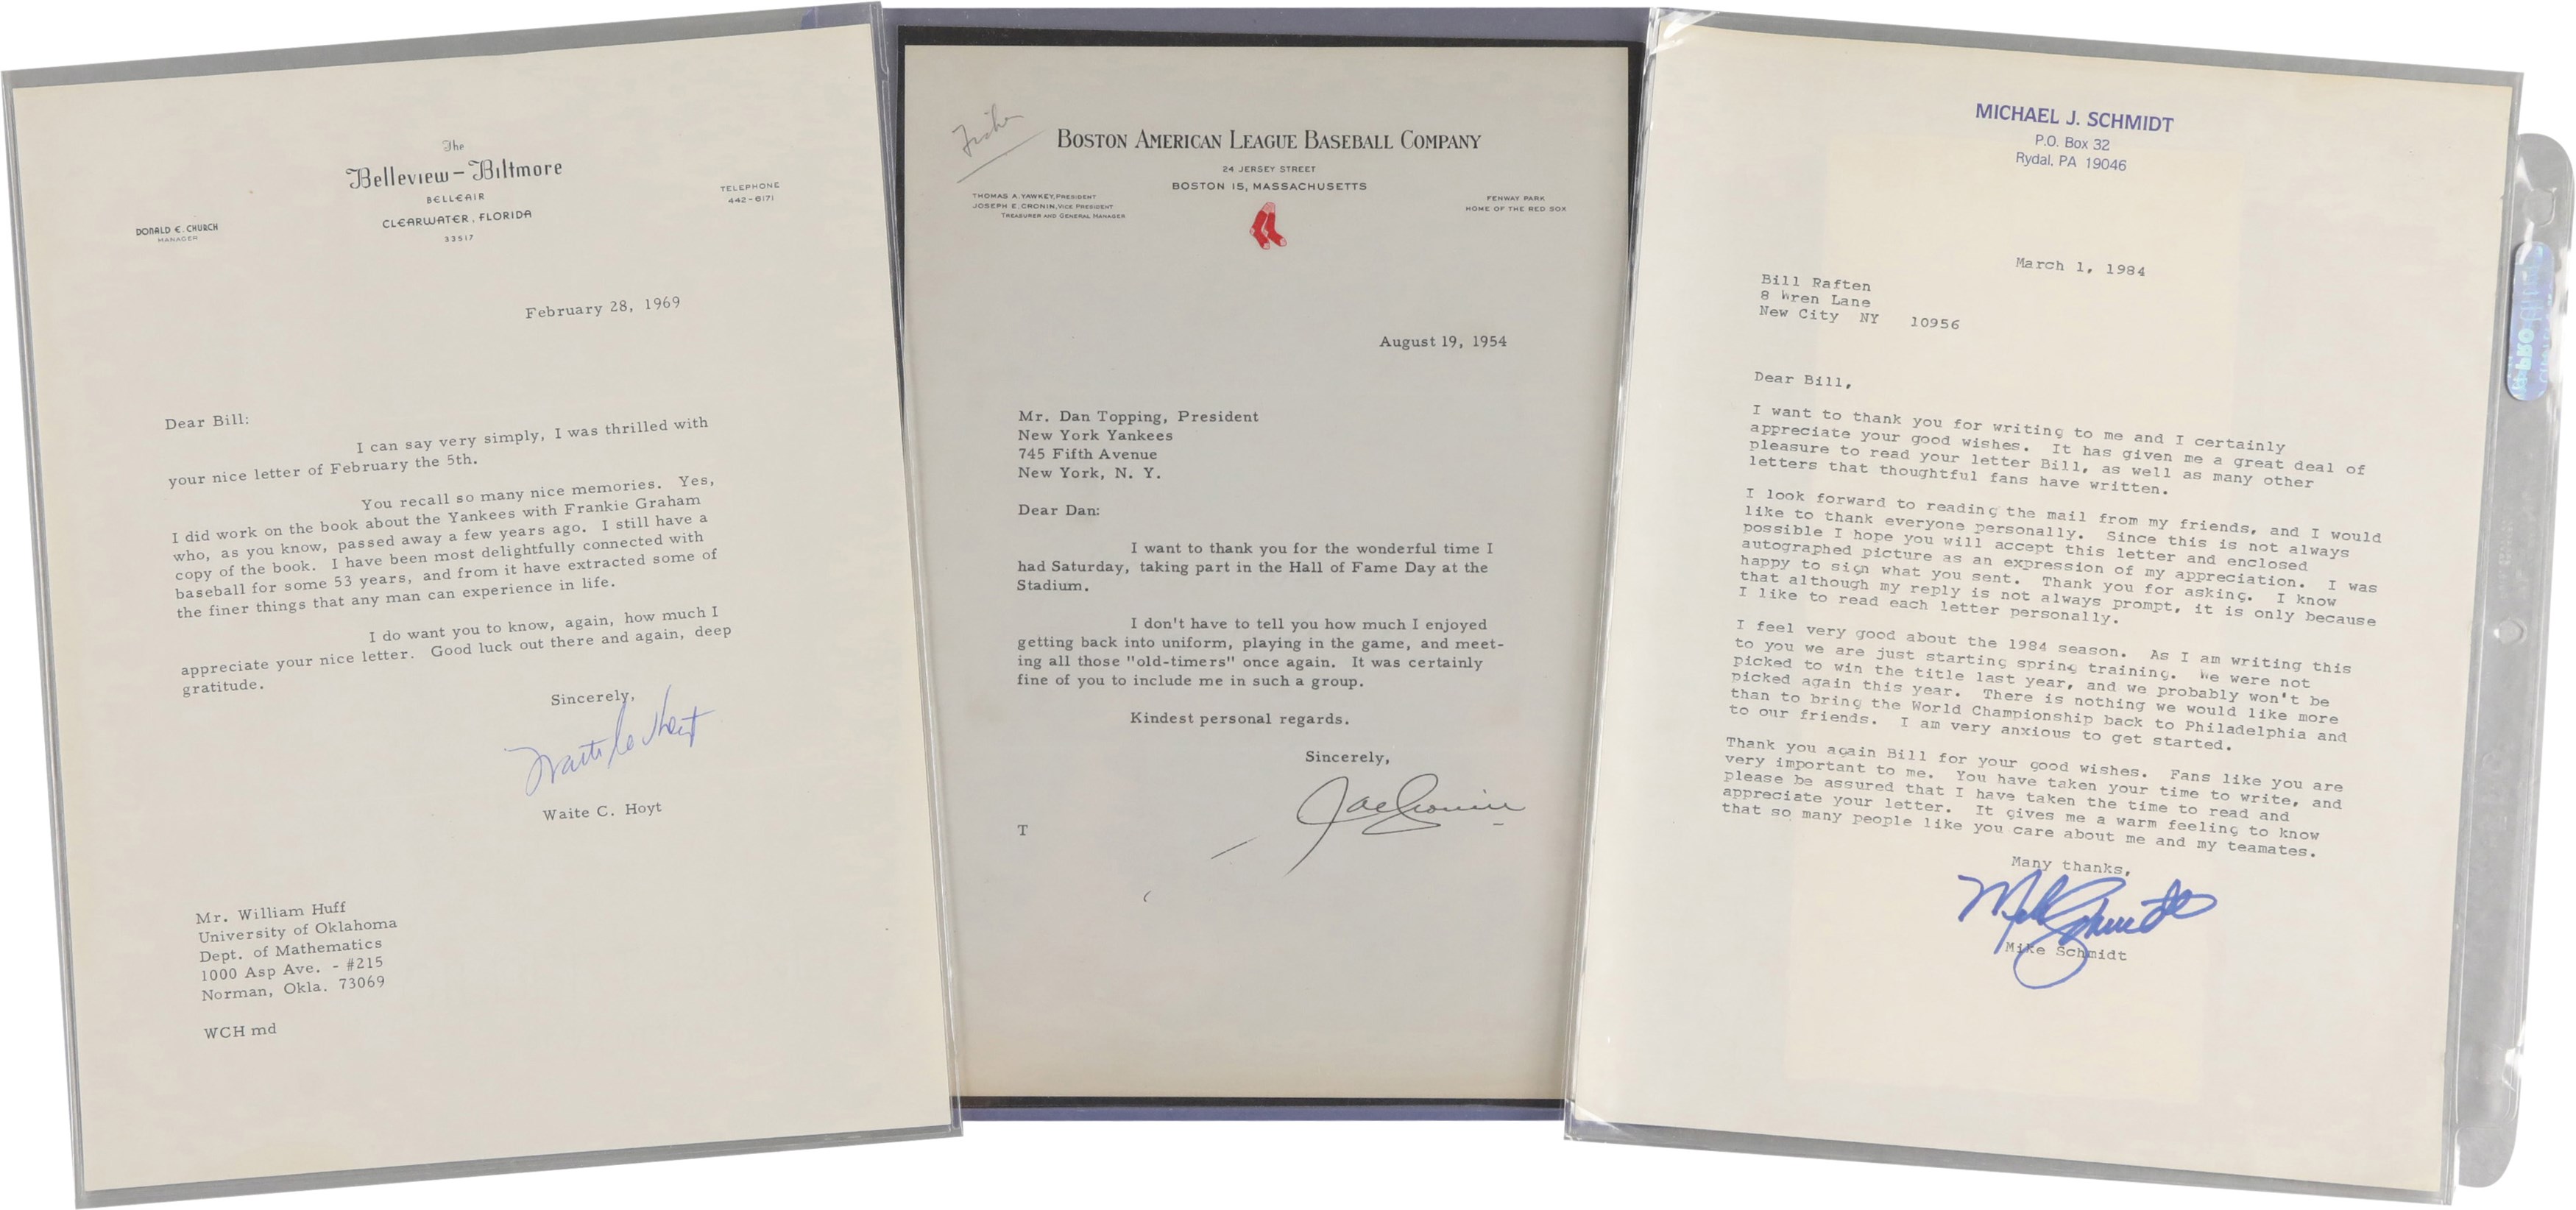 The
Belleview-Biltmore
BELLEAIR
CLEARWATER, FLORIDA
33517
DONALD E. CHURCH
MANAGER
TELEPHONE
442-6171
February 28, 1969
Dear Bill:
I can say very simply, I was thrilled with
your nice letter of February the 5th.
You recall so many nice memories. Yes,
I did work on the book about the Yankees with Frankie Graham
who, as you know, passed away a few years ago. I still have a
copy of the book. I have been most delightfully connected with
baseball for some 53 years, and from it have extracted some of
the finer things that any man can experience in life.
I do want you to know, again, how much I
appreciate your nice letter. Good luck out there and again, deep
gratitude.
Sincerely,
Waite Hoyt
Waite C. Hoyt
Mr. William Huff
University of Oklahoma
Dept. of Mathematics
1000 Asp Ave. - #215
Norman, Okla. 73069
WCH md
BOSTON AMERICAN LEAGUE BASEBALL COMPANY
24 JERSEY STREET
BOSTON 15, MASSACHUSETTS
THOMAS A. YAWKEY, PRESIDENT
JOSEPH E. CRONIN, VICE PRESIDENT
TREASURER AND GENERAL MANAGER
FENWAY PARK
HOME OF THE RED SOX
August 19, 1954
Mr. Dan Topping, President
New York Yankees
745 Fifth Avenue
New York, N. Y.
Dear Dan:
I want to thank you for the wonderful time I
had Saturday, taking part in the Hall of Fame Day at the
Stadium.
I don't have to tell you how much I enjoyed
getting back into uniform, playing in the game, and meet-
ing all those "old-timers" once again. It was certainly
fine of you to include me in such a group.
Kindest personal regards.
Sincerely,
Joe Cronin
T
MICHAEL J. SCHMIDT
P.O. Box 32
Rydal, PA 19046
March 1, 1984
Bill Raften
8 Wren Lane
New City NY 10956
Dear Bill,
I want to thank you for writing to me and I certainly
appreciate your good wishes. It has given me a great deal of
pleasure to read your letter Bill, as well as many other
letters that thoughtful fans have written.
I look forward to reading the mail from my friends, and I would
like to thank everyone personally. Since this is not always
possible I hope you will accept this letter and enclosed
autographed picture as an expression of my appreciation. I was
happy to sign what you sent. Thank you for asking. I know
that although my reply is not always prompt, it is only because
I like to read each letter personally.
I feel very good about the 1984 season. As I am writing this
to you we are just starting spring training. We were not
picked to win the title last year, and we probably won't be
picked again this year. There is nothing we would like more
than to bring the World Championship back to Philadelphia and
to our friends. I am very anxious to get started.
Thank you again Bill for your good wishes. Fans like you are
very important to me. You have taken your time to write, and
please be assured that I have taken the time to read and
appreciate your letter. It gives me a warm feeling to know
that so many people like you care about me and my teamates.
Many thanks,
Mike Schmidt
Mike Schmidt